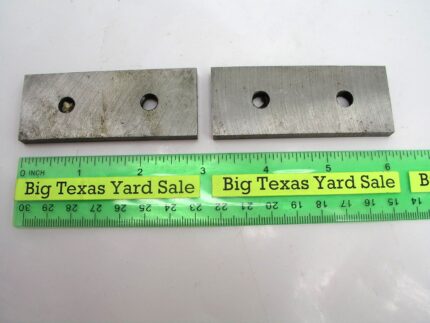 0 INCH 1 2 3 4 5 6
Big Texas Yard Sale Big Texas Yard Sale B
30 29 28 27 26 25 24 23 22 21 20 19 18 17 16 15 14